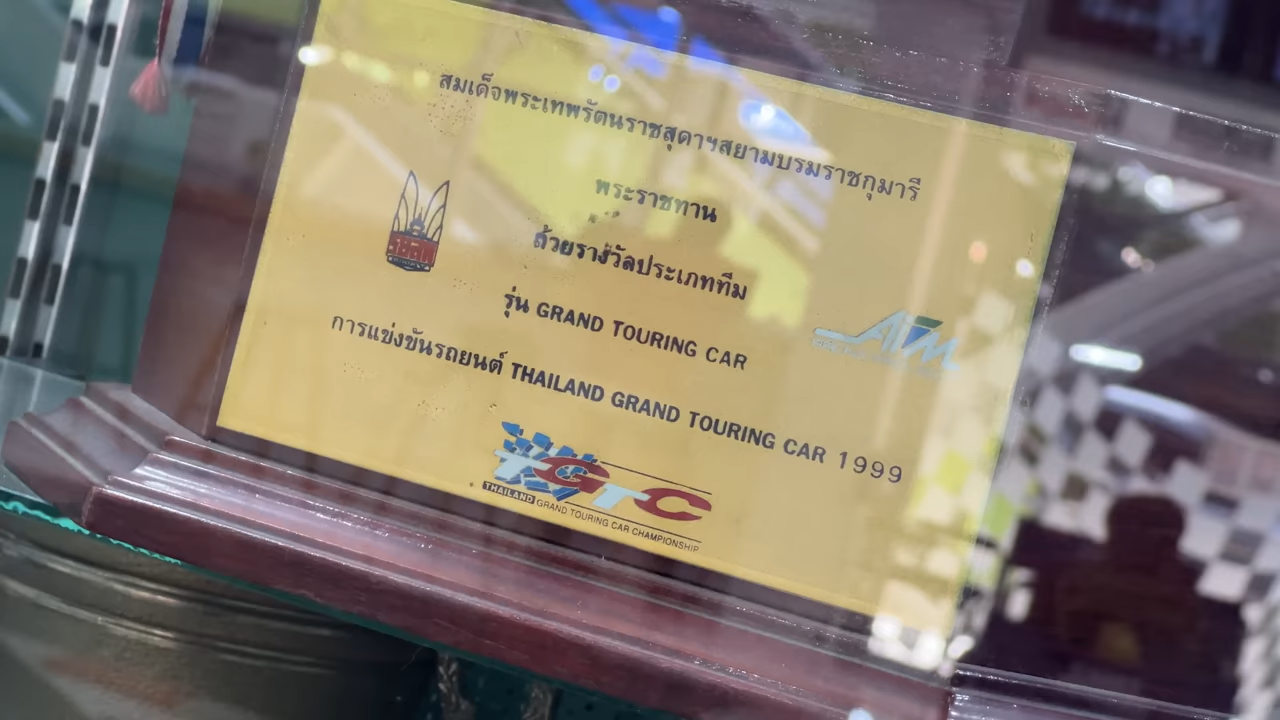 สมเด็จพระเทพรัตนราชสุดาฯสยามบรมราชกุมารี
พระราชทาน
ถ้วยรางวัลประเภททีม
รุ่น GRAND TOURING CAR
การแข่งขันรถยนต์ THAILAND GRAND TOURING CAR 1999
TGTC
THAILAND GRAND TOURING CAR CHAMPIONSHIP